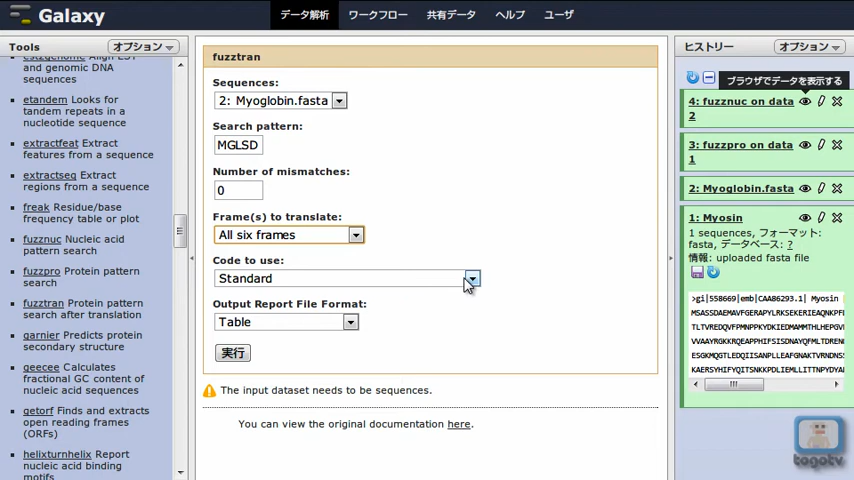 Galaxy
データ解析 ワークフロー 共有データ ヘルプ ユーザ
Tools オプション
and genomic DNA
sequences
etandem Looks for
tandem repeats in a
nucleotide sequence
extractfeat Extract
features from a sequence
extractseq Extract
regions from a sequence
freak Residue/base
frequency table or plot
fuzznuc Nucleic acid
pattern search
fuzzpro Protein pattern
search
fuzztran Protein pattern
search after translation
garnier Predicts protein
secondary structure
geecee Calculates
fractional GC content of
nucleic acid sequences
getorf Finds and extracts
open reading frames
(ORFs)
helixturnhelix Report
nucleic acid binding
motifs
fuzztran
Sequences:
2: Myoglobin.fasta
Search pattern:
MGLSD
Number of mismatches:
0
Frame(s) to translate:
All six frames
Code to use:
Standard
Output Report File Format:
Table
実行
The input dataset needs to be sequences.
You can view the original documentation here.
ヒストリー オプション
ブラウザでデータを表示する
4: fuzznuc on data
2
3: fuzzpro on data
1
2: Myoglobin.fasta
1: Myosin
1 sequences, フォーマット:
fasta, データベース: ?
情報: uploaded fasta file
>gi|558669|emb|CAA86293.1| Myosin
MSASSDAEMAVFGERAPYLRKSEKERIEAQNKPF
TLTVREDQVFPMNPPKYDKIEDMAMMTHLHEPGV
VVAAYRGKKRQEAPPHIFSISDNAYQFMLTDREN
ESGKMQGTLEDQIISANPLLEAFGNAKTVRNDNS
KAERSYHIFYQITSNKKPDLIEMLLITTNPYDYA
togotv